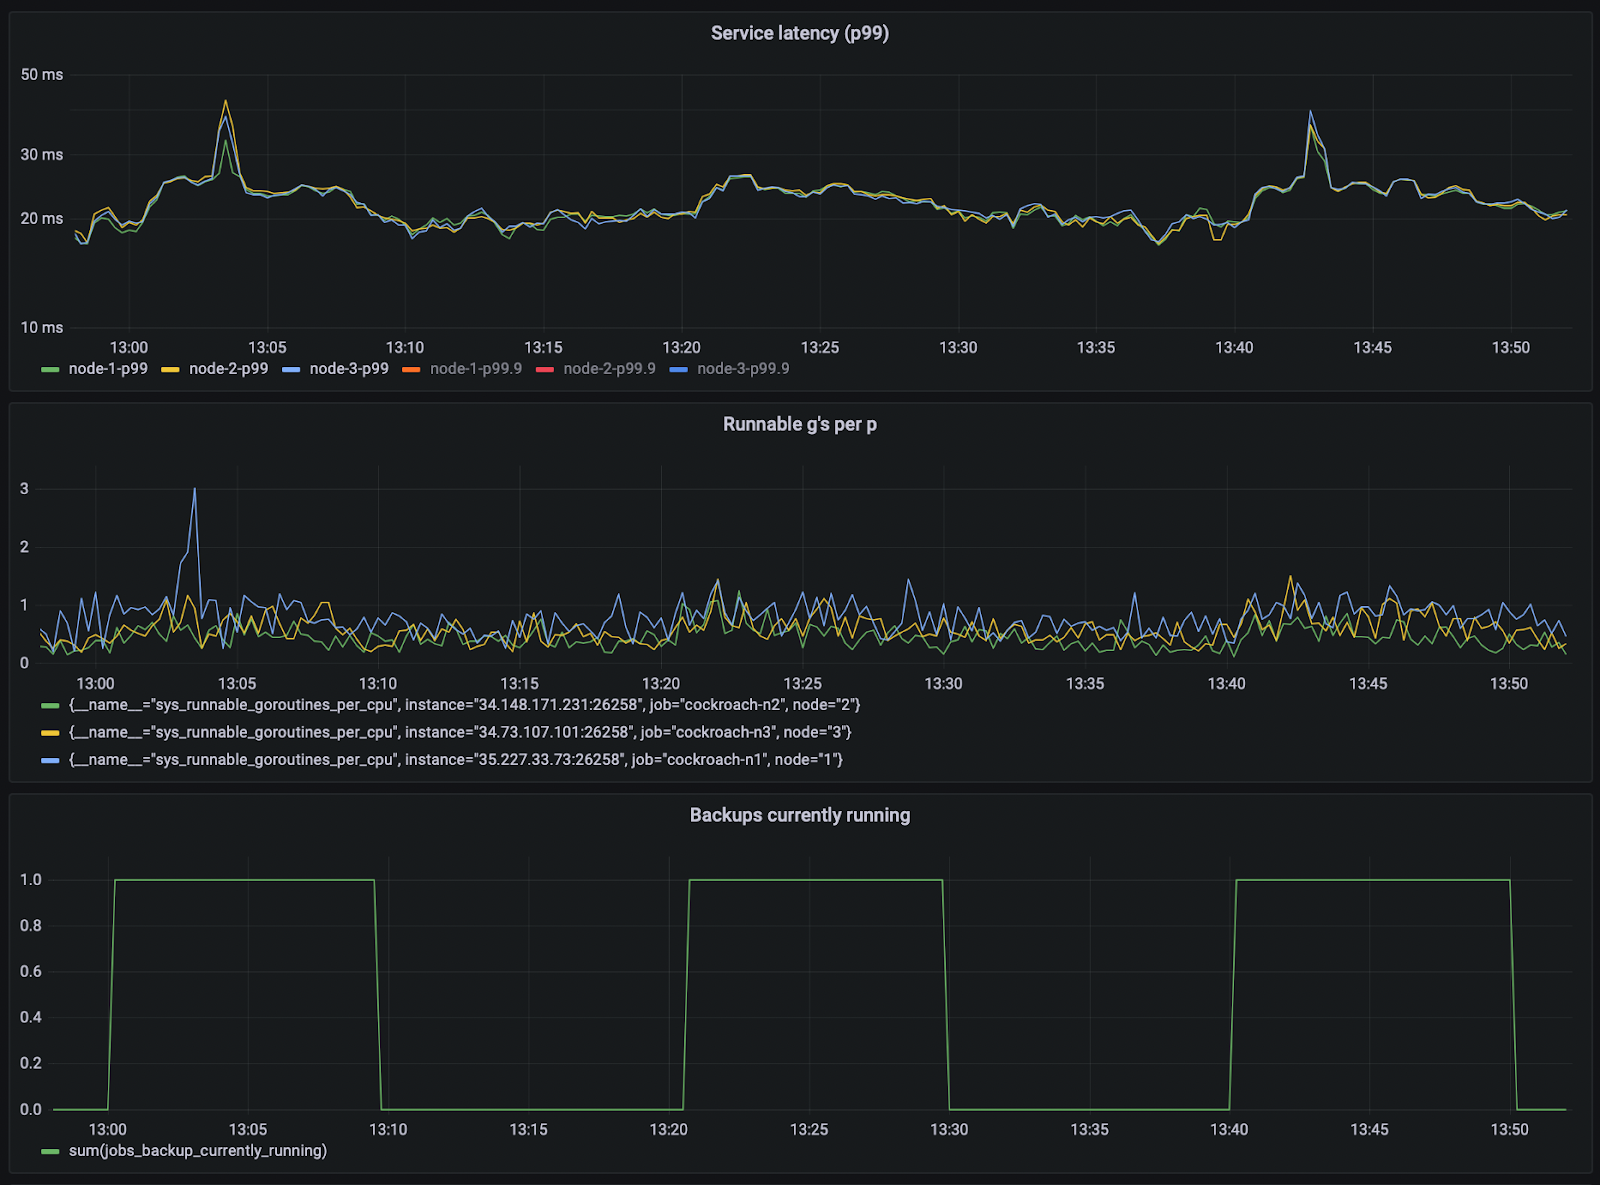 Service latency (p99)
50 ms
30 ms
20 ms
10 ms
13:00 13:05 13:10 13:15 13:20 13:25 13:30 13:35 13:40 13:45 13:50
node-1-p99 node-2-p99 node-3-p99 node-1-p99.9 node-2-p99.9 node-3-p99.9
Runnable g's per p
3
2
1
0
13:00 13:05 13:10 13:15 13:20 13:25 13:30 13:35 13:40 13:45 13:50
{__name__="sys_runnable_goroutines_per_cpu", instance="34.148.171.231:26258", job="cockroach-n2", node="2"}
{__name__="sys_runnable_goroutines_per_cpu", instance="34.73.107.101:26258", job="cockroach-n3", node="3"}
{__name__="sys_runnable_goroutines_per_cpu", instance="35.227.33.73:26258", job="cockroach-n1", node="1"}
Backups currently running
1.0
0.8
0.6
0.4
0.2
0.0
13:00 13:05 13:10 13:15 13:20 13:25 13:30 13:35 13:40 13:45 13:50
sum(jobs_backup_currently_running)